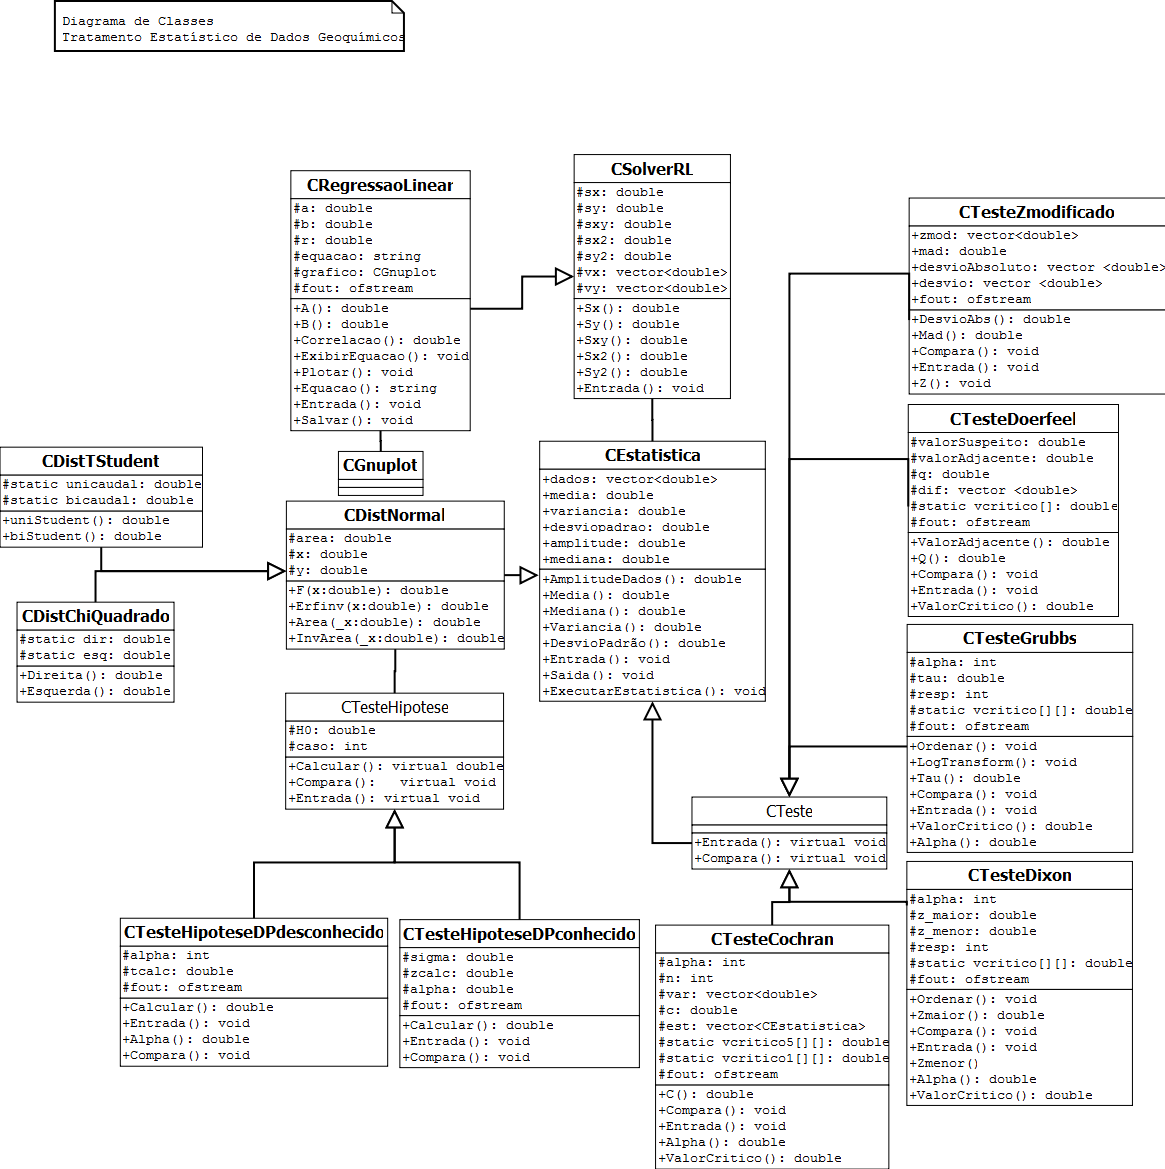 Diagrama de Classes
Tratamento Estatístico de Dados Geoquímicos
CRegressaoLinear
#a: double
#b: double
#r: double
#equacao: string
#grafico: CGnuplot
#fout: ofstream
+A(): double
+B(): double
+Correlacao(): double
+ExibirEquacao(): void
+Plotar(): void
+Equacao(): string
+Entrada(): void
+Salvar(): void
CSolverRL
#sx: double
#sy: double
#sxy: double
#sx2: double
#sy2: double
#vx: vector<double>
#vy: vector<double>
+Sx(): double
+Sy(): double
+Sxy(): double
+Sx2(): double
+Sy2(): double
+Entrada(): void
CTesteZmodificado
+zmod: vector<double>
+mad: double
+desvioAbsoluto: vector <double>
+desvio: vector <double>
+fout: ofstream
+DesvioAbs(): double
+Mad(): double
+Compara(): void
+Entrada(): void
+Z(): void
CGnuplot
CDistTStudent
#static unicaudal: double
#static bicaudal: double
+uniStudent(): double
+biStudent(): double
CDistNormal
#area: double
#x: double
#y: double
+F(x:double): double
+Erfinv(x:double): double
+Area(_x:double): double
+InvArea(_x:double): double
CEstatistica
+dados: vector<double>
+media: double
+variancia: double
+desviopadrao: double
+amplitude: double
+mediana: double
+AmplitudeDados(): double
+Media(): double
+Mediana(): double
+Variancia(): double
+DesvioPadrão(): double
+Entrada(): void
+Saida(): void
+ExecutarEstatistica(): void
CTesteDoerfeel
#valorSuspeito: double
#valorAdjacente: double
#q: double
#dif: vector <double>
#static vcritico[]: double
#fout: ofstream
+ValorAdjacente(): double
+Q(): double
+Compara(): void
+Entrada(): void
+ValorCritico(): double
CDistChiQuadrado
#static dir: double
#static esq: double
+Direita(): double
+Esquerda(): double
CTesteHipotese
#H0: double
#caso: int
+Calcular(): virtual double
+Compara():   virtual void
+Entrada(): virtual void
CTesteGrubbs
#alpha: int
#tau: double
#resp: int
#static vcritico[][]: double
#fout: ofstream
+Ordenar(): void
+LogTransform(): void
+Tau(): double
+Compara(): void
+Entrada(): void
+ValorCritico(): double
+Alpha(): double
CTeste
+Entrada(): virtual void
+Compara(): virtual void
CTesteHipoteseDPdesconhecido
#alpha: int
#tcalc: double
#fout: ofstream
+Calcular(): double
+Entrada(): void
+Alpha(): double
+Compara(): void
CTesteHipoteseDPconhecido
#sigma: double
#zcalc: double
#alpha: double
#fout: ofstream
+Calcular(): double
+Entrada(): void
+Compara(): void
CTesteCochran
#alpha: int
#n: int
#var: vector<double>
#c: double
#est: vector<CEstatistica>
#static vcritico5[][]: double
#static vcritico1[][]: double
#fout: ofstream
+C(): double
+Compara(): void
+Entrada(): void
+Alpha(): double
+ValorCritico(): double
CTesteDixon
#alpha: int
#z_maior: double
#z_menor: double
#resp: int
#static vcritico[][]: double
#fout: ofstream
+Ordenar(): void
+Zmaior(): double
+Compara(): void
+Entrada(): void
+Zmenor()
+Alpha(): double
+ValorCritico(): double